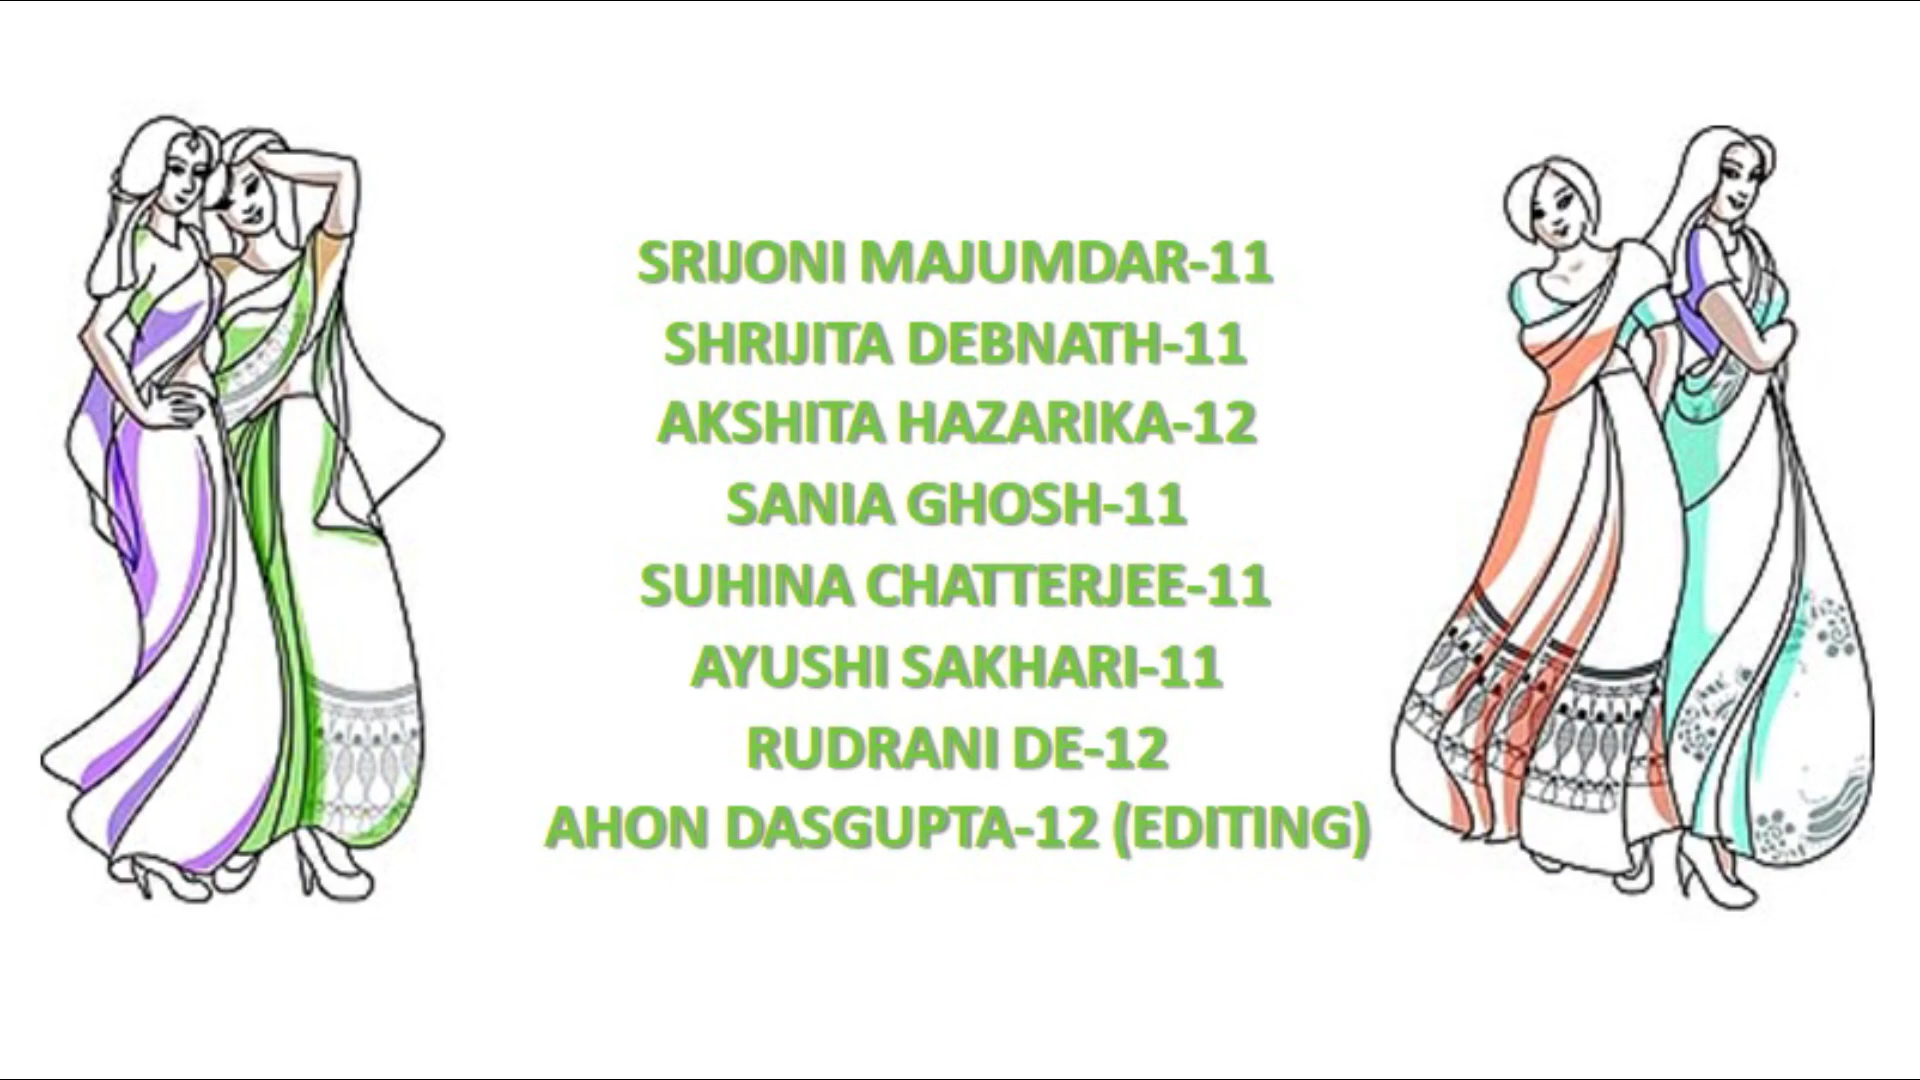 SRIJONI MAJUMDAR-11
SHRIJITA DEBNATH-11
AKSHITA HAZARIKA-12
SANIA GHOSH-11
SUHINA CHATTERJEE-11
AYUSHI SAKHARI-11
RUDRANI DE-12
AHON DASGUPTA-12 (EDITING)